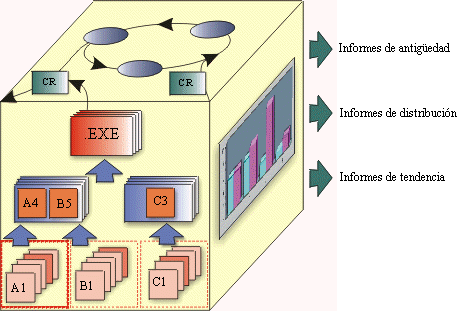 CR
CR
.EXE
A4
B5
C3
A1
B1
C1
Informes de antigüedad
Informes de distribución
Informes de tendencia